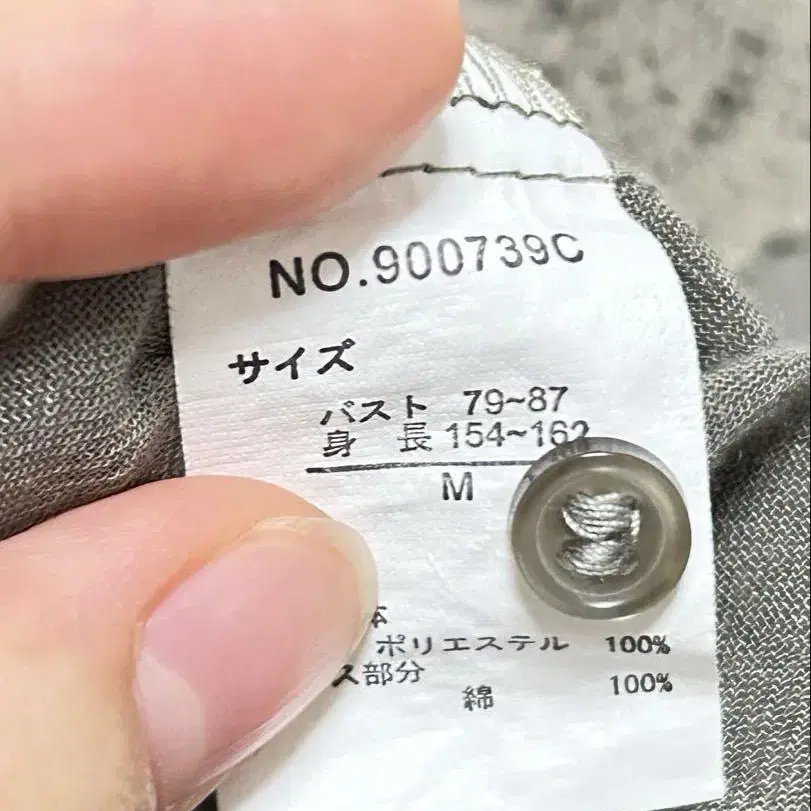 NO.900739C
サイズ
バスト 79~87
身 長 154~162
M
ポリエステル 100%
部分
綿 100%